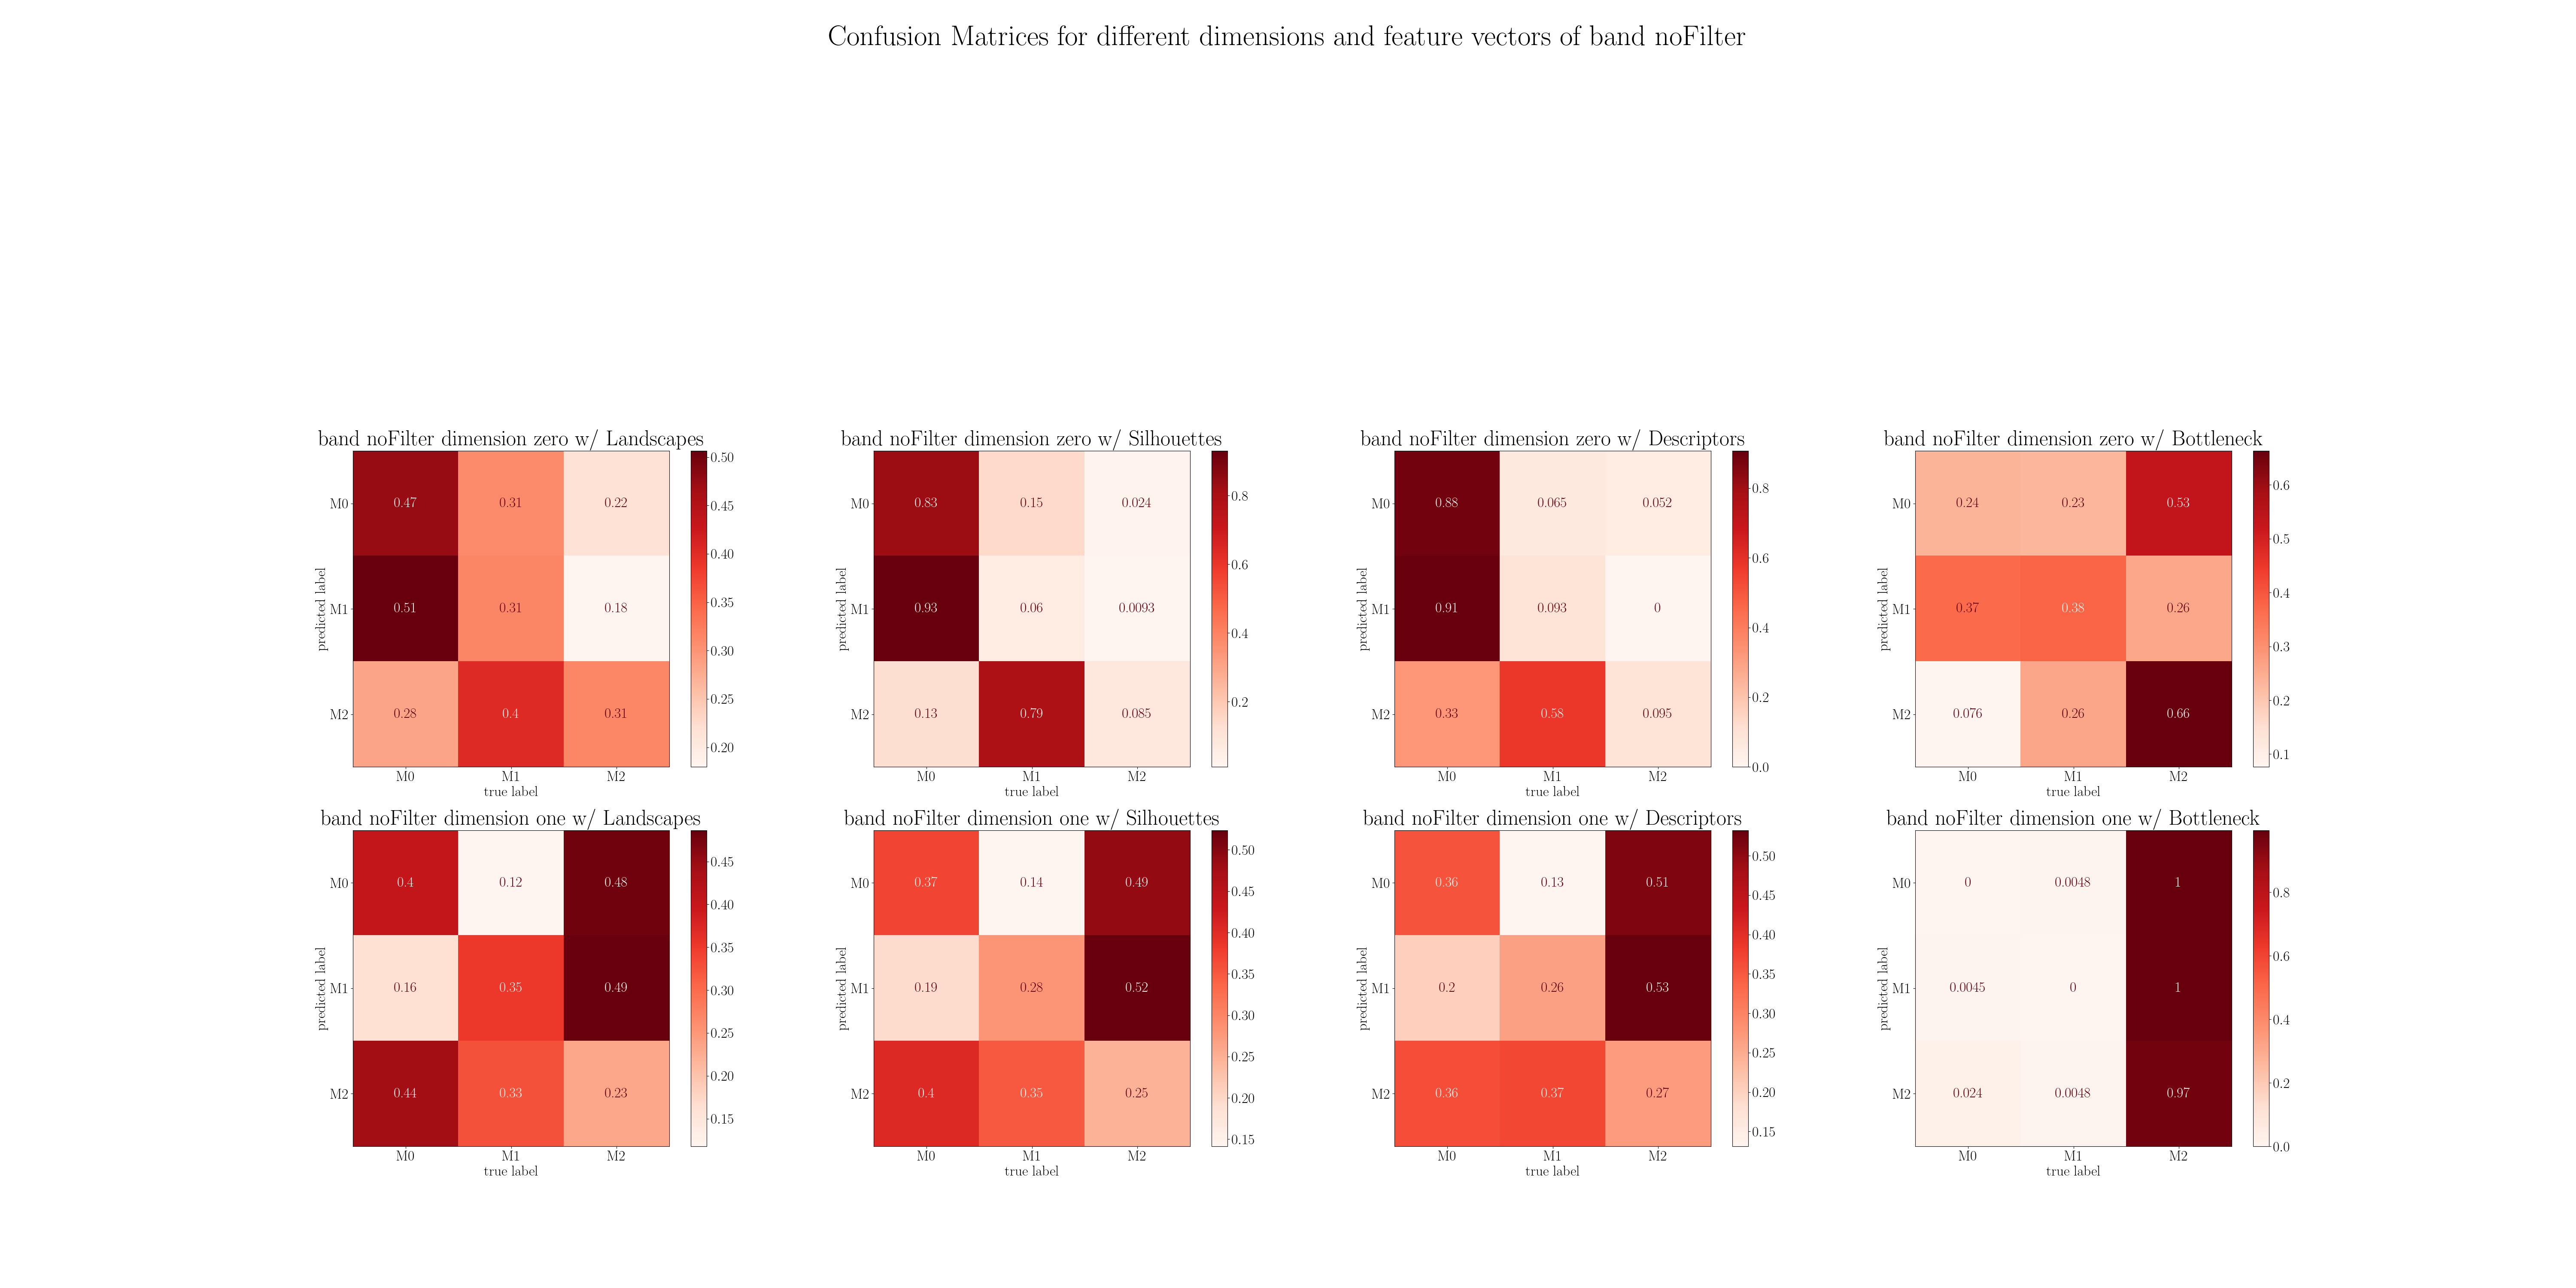 Confusion Matrices for different dimensions and feature vectors of band noFilter
band noFilter dimension zero w/ Landscapes
predicted label
M0 0.47 0.31 0.22
M1 0.51 0.31 0.18
M2 0.28 0.4 0.31
M0 M1 M2
true label
0.50
0.45
0.40
0.35
0.30
0.25
0.20
band noFilter dimension zero w/ Silhouettes
predicted label
M0 0.83 0.15 0.024
M1 0.93 0.06 0.0093
M2 0.13 0.79 0.085
M0 M1 M2
true label
0.8
0.6
0.4
0.2
band noFilter dimension zero w/ Descriptors
predicted label
M0 0.88 0.065 0.052
M1 0.91 0.093 0
M2 0.33 0.58 0.095
M0 M1 M2
true label
0.8
0.6
0.4
0.2
0.0
band noFilter dimension zero w/ Bottleneck
predicted label
M0 0.24 0.23 0.53
M1 0.37 0.38 0.26
M2 0.076 0.26 0.66
M0 M1 M2
true label
0.6
0.5
0.4
0.3
0.2
0.1
band noFilter dimension one w/ Landscapes
predicted label
M0 0.4 0.12 0.48
M1 0.16 0.35 0.49
M2 0.44 0.33 0.23
M0 M1 M2
true label
0.45
0.40
0.35
0.30
0.25
0.20
0.15
band noFilter dimension one w/ Silhouettes
predicted label
M0 0.37 0.14 0.49
M1 0.19 0.28 0.52
M2 0.4 0.35 0.25
M0 M1 M2
true label
0.50
0.45
0.40
0.35
0.30
0.25
0.20
0.15
band noFilter dimension one w/ Descriptors
predicted label
M0 0.36 0.13 0.51
M1 0.2 0.26 0.53
M2 0.36 0.37 0.27
M0 M1 M2
true label
0.50
0.45
0.40
0.35
0.30
0.25
0.20
0.15
band noFilter dimension one w/ Bottleneck
predicted label
M0 0 0.0048 1
M1 0.0045 0 1
M2 0.024 0.0048 0.97
M0 M1 M2
true label
0.8
0.6
0.4
0.2
0.0